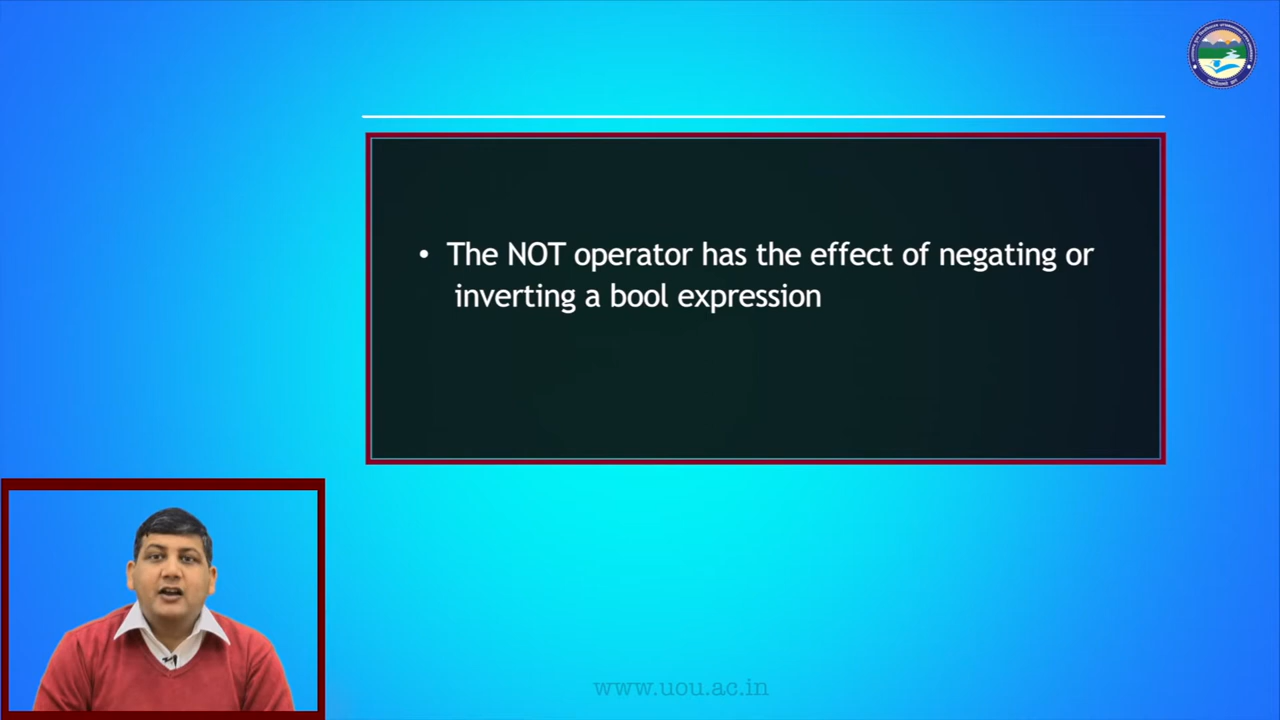 • The NOT operator has the effect of negating or
inverting a bool expression
www.uou.ac.in